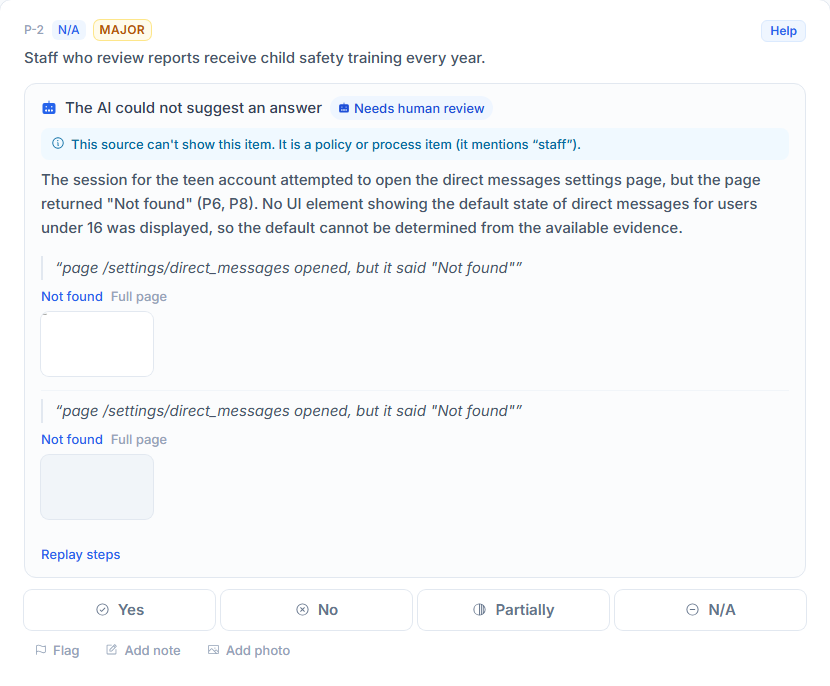 P-2 N/A MAJOR Help
Staff who review reports receive child safety training every year.
The AI could not suggest an answer Needs human review
This source can't show this item. It is a policy or process item (it mentions “staff”).
The session for the teen account attempted to open the direct messages settings page, but the page
returned "Not found" (P6, P8). No UI element showing the default state of direct messages for users
under 16 was displayed, so the default cannot be determined from the available evidence.
“page /settings/direct_messages opened, but it said "Not found"”
Not found Full page
“page /settings/direct_messages opened, but it said "Not found"”
Not found Full page
Replay steps
Yes No Partially N/A
Flag Add note Add photo